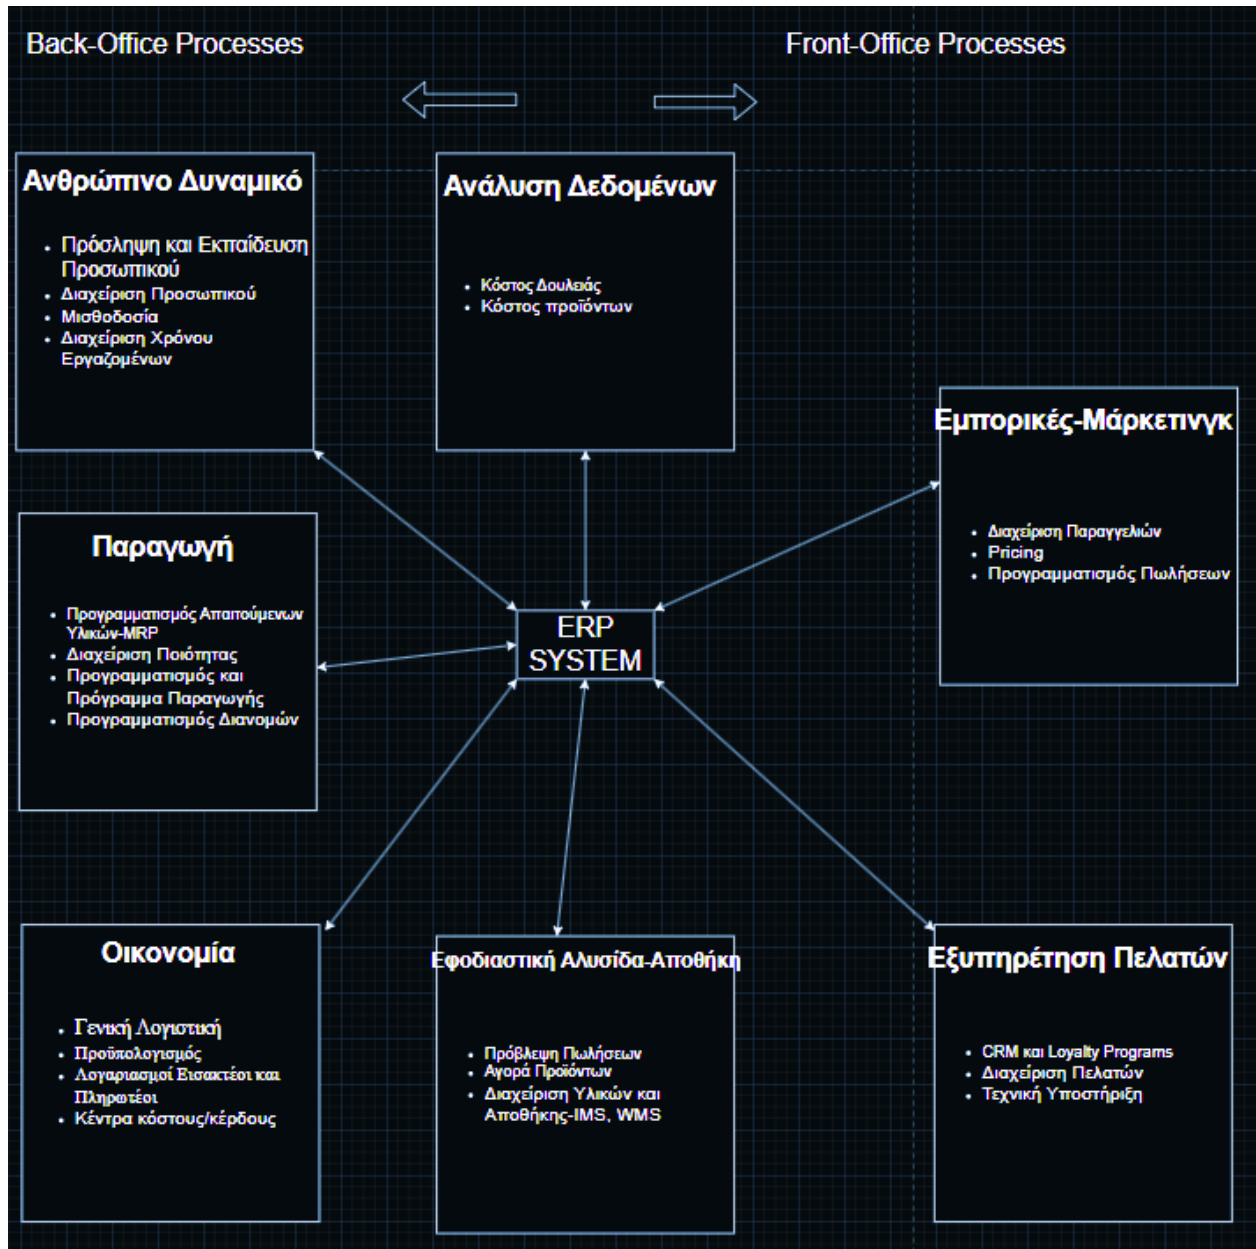 Back-Office Processes
Front-Office Processes
Ανθρώπινο Δυναμικό
• Πρόσληψη και Εκπαίδευση
Προσωπικού
• Διαχείριση Προσωπικού
• Μισθοδοσία
• Διαχείριση Χρόνου
Εργαζομένων
Ανάλυση Δεδομένων
• Κόστος Δουλειάς
• Κόστος προϊόντων
Εμπορικές-Μάρκετινγκ
• Διαχείριση Παραγγελιών
• Pricing
• Προγραμματισμός Πωλήσεων
Παραγωγή
• Προγραμματισμός Απαιτούμενων
Υλικών-MRP
• Διαχείριση Ποιότητας
• Προγραμματισμός και
Πρόγραμμα Παραγωγής
• Προγραμματισμός Διανομών
ERP
SYSTEM
Οικονομία
• Γενική Λογιστική
• Προϋπολογισμός
• Λογαριασμοί Εισακτέοι και
Πληρωτέοι
• Κέντρα κόστους/κέρδους
Εφοδιαστική Αλυσίδα-Αποθήκη
• Πρόβλεψη Πωλήσεων
• Αγορά Προϊόντων
• Διαχείριση Υλικών και
Αποθήκης-IMS, WMS
Εξυπηρέτηση Πελατών
• CRM και Loyalty Programs
• Διαχείριση Πελατών
• Τεχνική Υποστήριξη